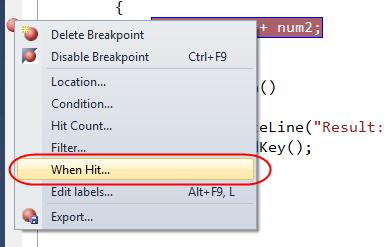 {
Delete Breakpoint
+ num2;
Disable Breakpoint Ctrl+F9
Location...
Condition... ()
Hit Count...
eLine("Result:
Filter... Key();
When Hit...
Edit labels... Alt+F9, L
Export...